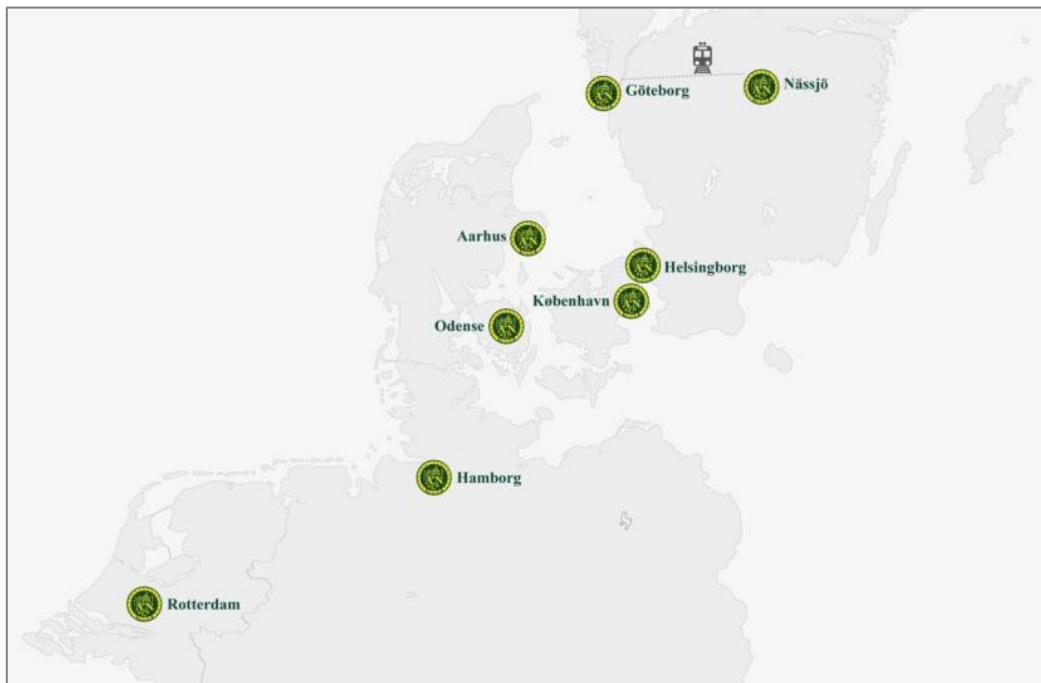 Göteborg
Nässjö
Aarhus
Helsingborg
København
Odense
Hamborg
Rotterdam